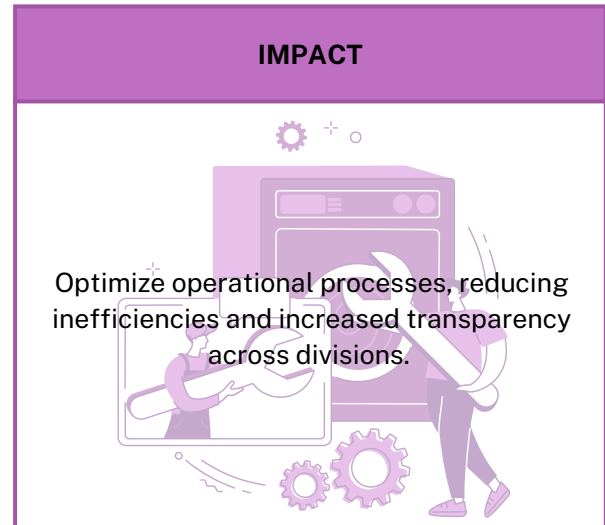 IMPACT
Optimize operational processes, reducing
inefficiencies and increased transparency
across divisions.